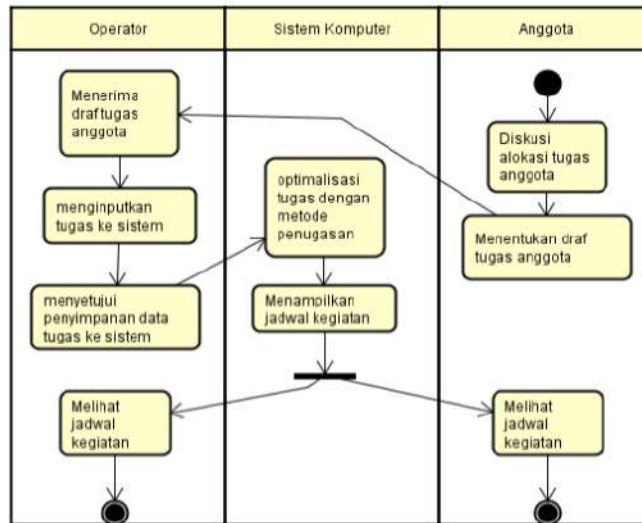 Operator
Sistem Komputer
Anggota
Menerima
draf tugas
anggota
menginputkan
tugas ke sistem
menyetujui
penyimpanan data
tugas ke sistem
Melihat
jadwal
kegiatan
optimalisasi
tugas dengan
metode
penugasan
Menampilkan
jadwal kegiatan
Diskusi
alokasi tugas
anggota
Menentukan draf
tugas anggota
Melihat
jadwal
kegiatan